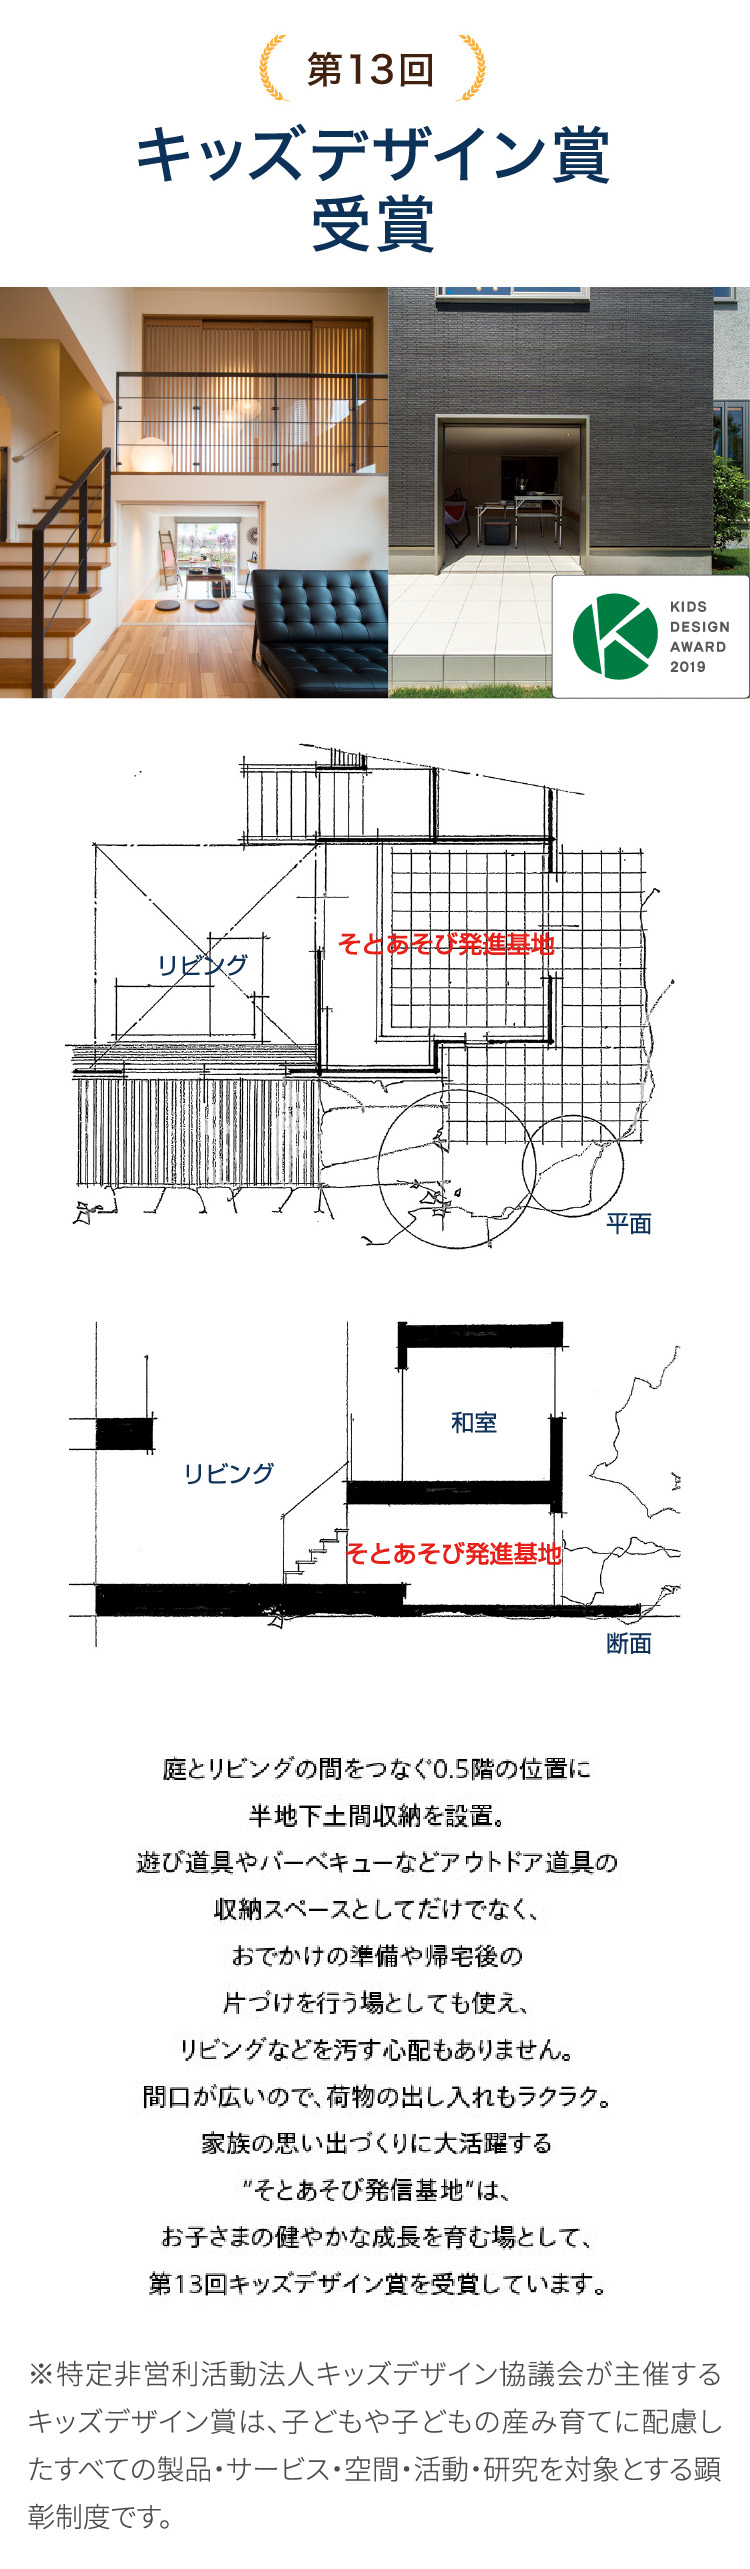 第13回
キッズデザイン賞
受賞
KIDS
DESIGN
AWARD
2019
そとあそび発進基地
リビング
平面
和室
リビング
そとあそび発進基地
断面
庭とリビングの間をつなぐ0.5階の位置に
半地下土間収納を設置。
遊び道具やバーベキューなどアウトドア道具の
収納スペースとしてだけでなく、
おでかけの準備や帰宅後の
片づけを行う場としても使え、
リビングなどを汚す心配もありません。
間口が広いので、荷物の出し入れもラクラク。
家族の思い出づくりに大活躍する
”そとあそび発信基地”は、
お子さまの健やかな成長を育む場として、
第13回キッズデザイン賞を受賞しています。
※特定非営利活動法人キッズデザイン協議会が主催する
キッズデザイン賞は、子どもや子どもの産み育てに配慮し
たすべての製品・サービス・空間・活動・研究を対象とする顕
彰制度です。